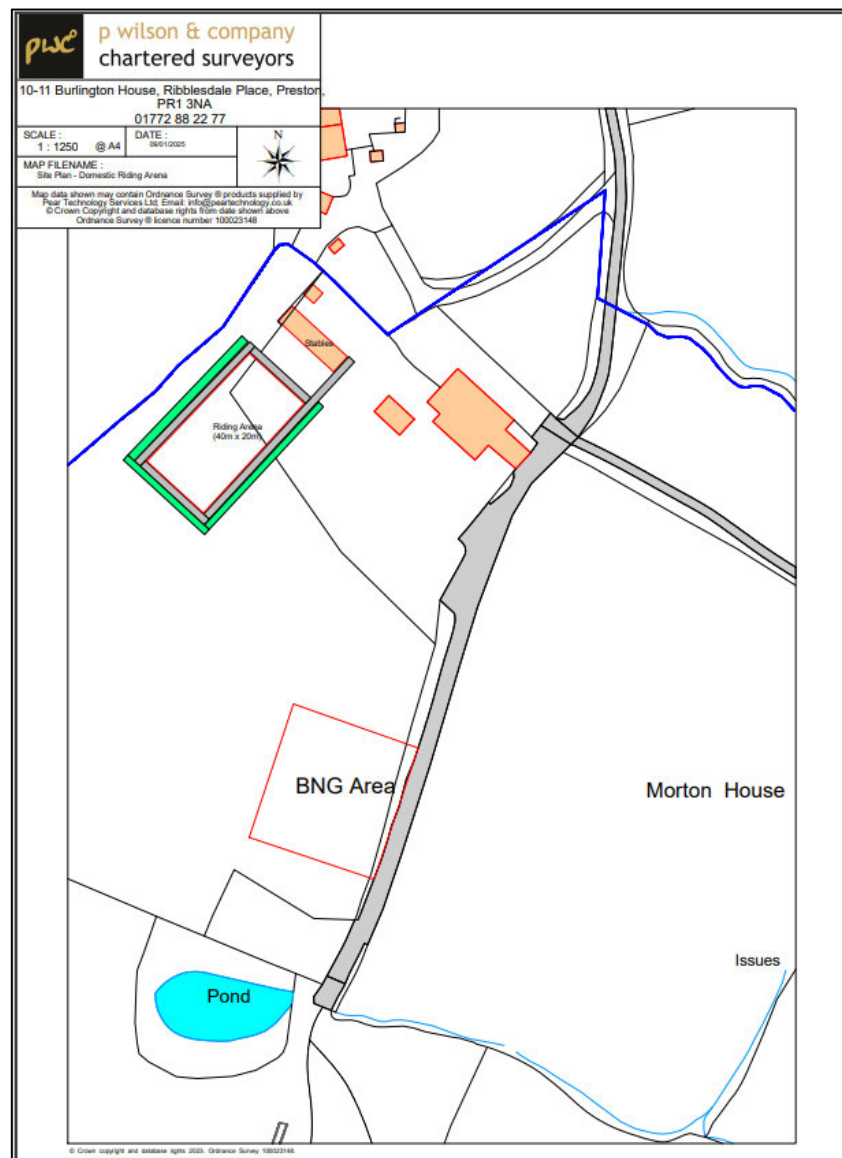 pwc°
p wilson & company
chartered surveyors
10-11 Burlington House, Ribblesdale Place, Preston,
PR1 3NA
01772 88 22 77
SCALE :
1 : 1250 @ A4
DATE :
09/01/2025
N
MAP FILENAME :
Site Plan - Domestic Riding Arena
Map data shown may contain Ordnance Survey ® products supplied by
Pear Technology Services Ltd; Email: info@peartechnology.co.uk
© Crown Copyright and database rights from date shown above
Ordnance Survey ® licence number 100023148
Stables
Riding Arena
(40m x 20m)
BNG Area
Morton House
Issues
Pond
© Crown copyright and database rights 2023. Ordnance Survey 100023148.